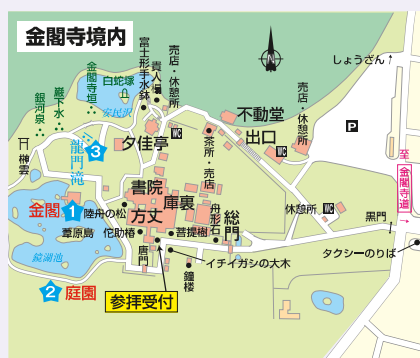 金閣寺境内
富士形手水鉢
貴人場
売店・休憩所
しょうざん↑
金閣寺垣
白蛇塚
巌下水
銀河泉
安民沢
N
売店・休憩所
不動堂
出口
P
WC
夕佳亭
茶所・売店
WC
龍門滝
3
榊雲
至金閣寺道→
書院
庫裏
方丈
舟形石
総門
休憩所
WC
黒門
金閣
1
陸舟の松
葦原島
佗助椿
菩提樹
タクシーのりば
鏡湖池
唐門
イチイガシの大木
鐘楼
2
庭園
参拝受付